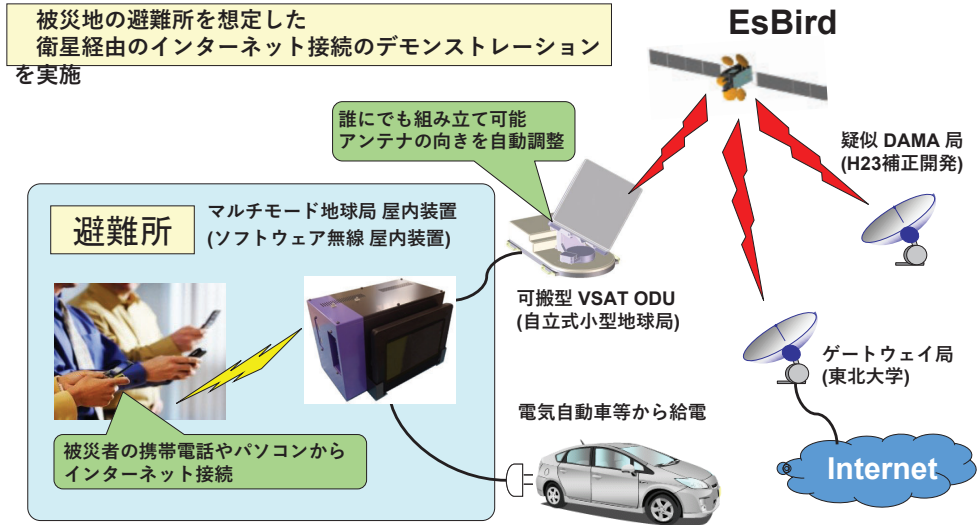 被災地の避難所を想定した
衛星経由のインターネット接続のデモンストレーション
を実施
EsBird
誰にでも組み立て可能
アンテナの向きを自動調整
疑似 DAMA 局
(H23補正開発)
避難所
マルチモード地球局 屋内装置
(ソフトウェア無線 屋内装置)
可搬型 VSAT ODU
(自立式小型地球局)
ゲートウェイ局
(東北大学)
電気自動車等から給電
被災者の携帯電話やパソコンから
インターネット接続
Internet